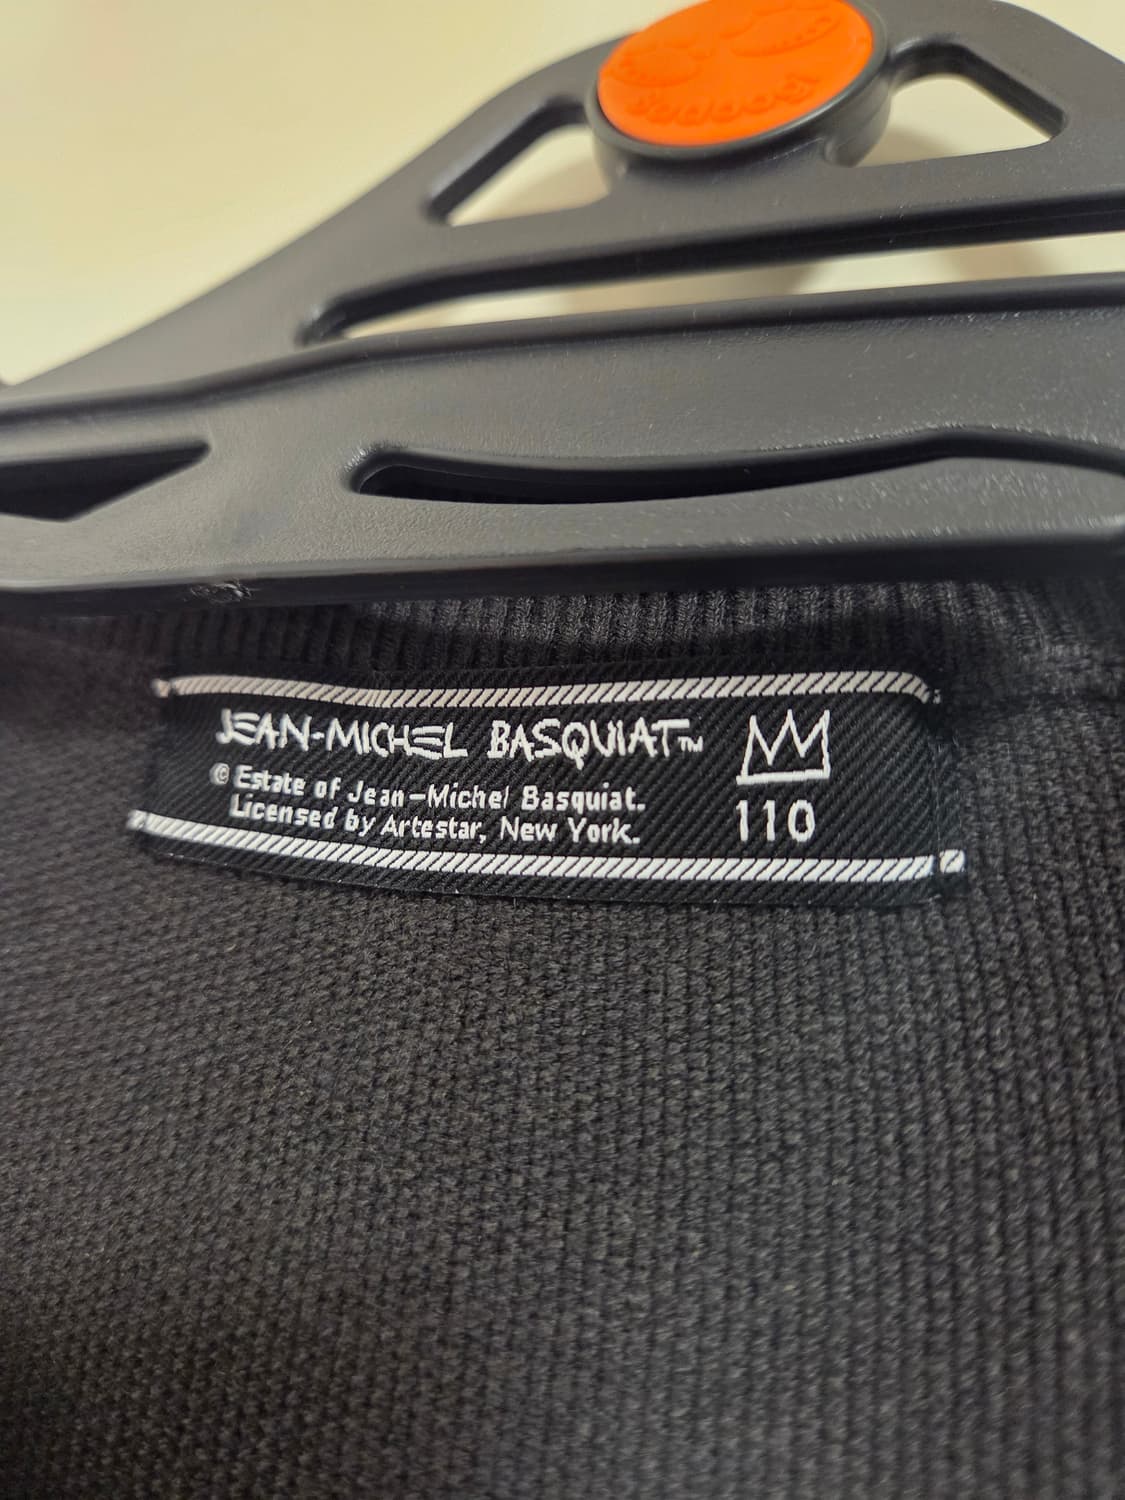 JEAN-MICHEL BASQUIAT™
© Estate of Jean-Michel Basquiat.
Licensed by Artestar, New York.
110